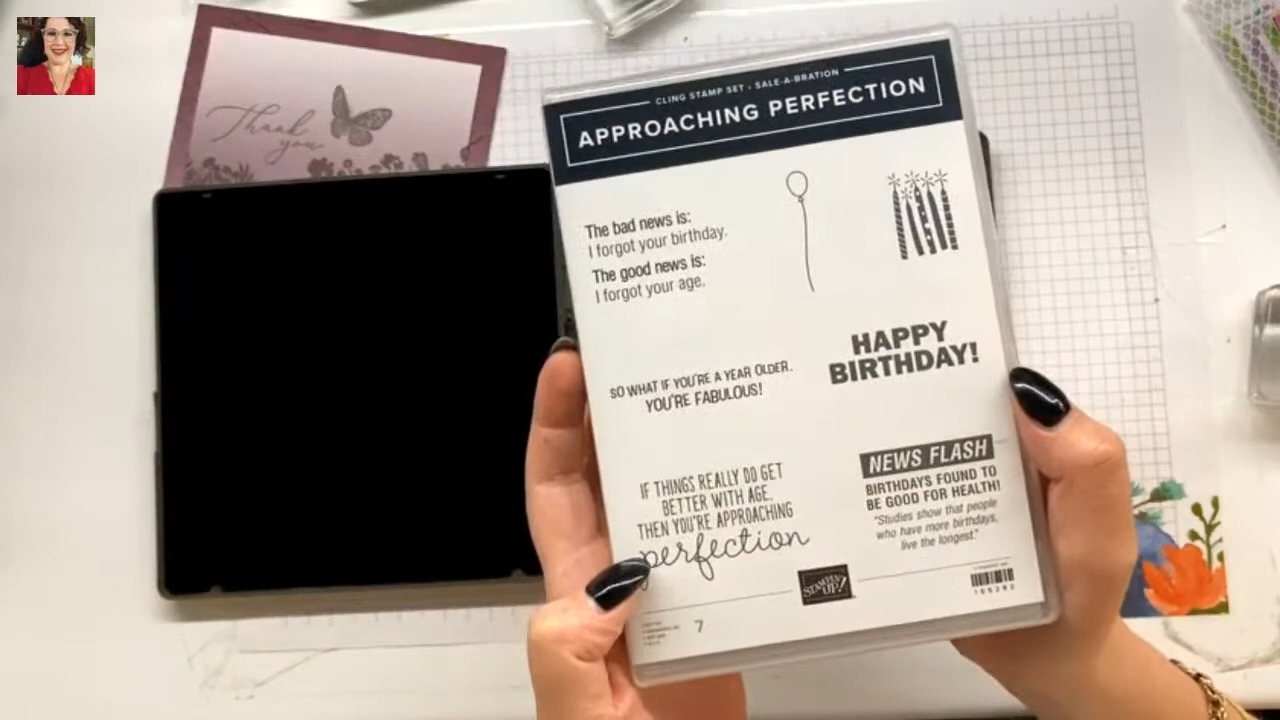 Thank
you
CLING STAMP SET • SALE-A-BRATION
APPROACHING PERFECTION
The bad news is:
I forgot your birthday.
The good news is:
I forgot your age.
HAPPY
BIRTHDAY!
SO WHAT IF YOU'RE A YEAR OLDER.
YOU'RE FABULOUS!
NEWS FLASH
BIRTHDAYS FOUND TO
BE GOOD FOR HEALTH!
"Studies show that people
who have more birthdays,
live the longest."
IF THINGS REALLY DO GET
BETTER WITH AGE,
THEN YOU'RE APPROACHING
perfection
STAMPIN'
UP!
7